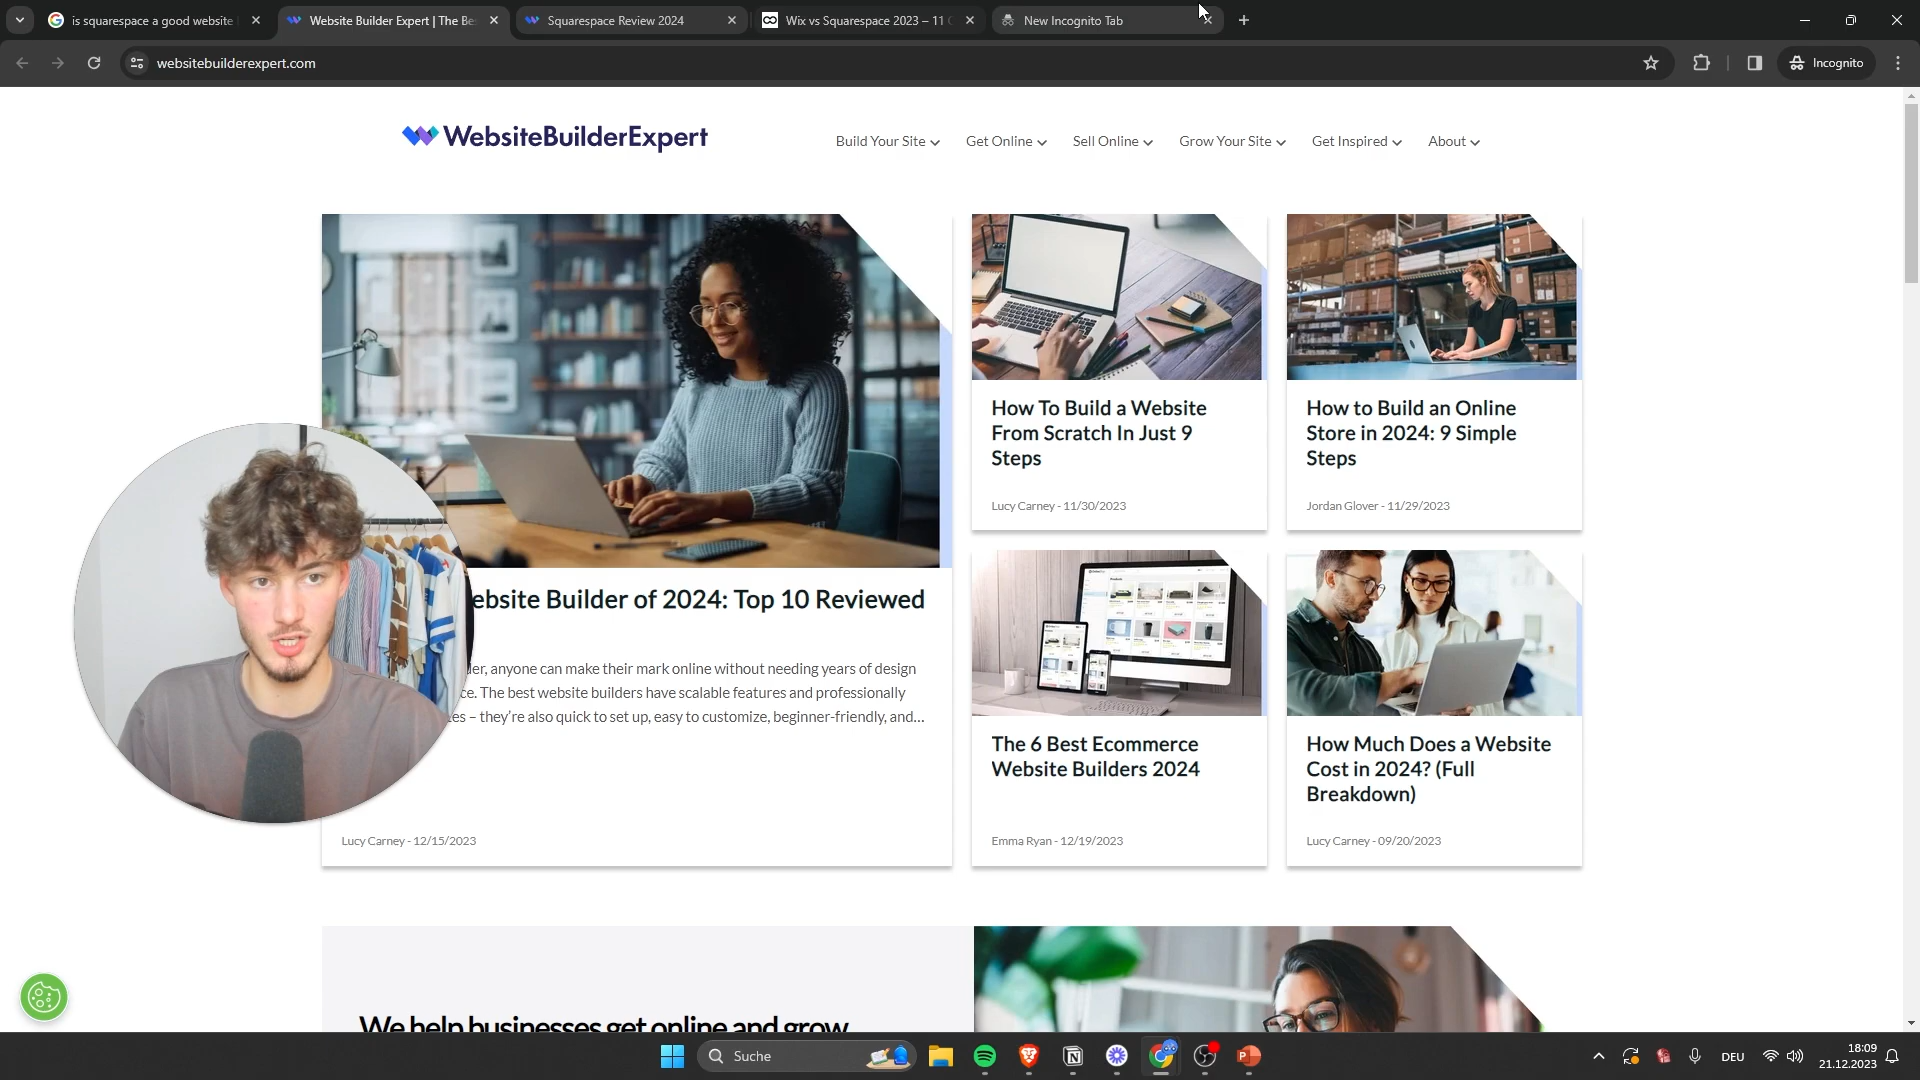 is squarespace a good website
Website Builder Expert | The Be
Squarespace Review 2024
Wix vs Squarespace 2023 – 11
New Incognito Tab
websitebuilderexpert.com
Incognito
WebsiteBuilderExpert
Build Your Site
Get Online
Sell Online
Grow Your Site
Get Inspired
About
ebsite Builder of 2024: Top 10 Reviewed
er, anyone can make their mark online without needing years of design
ce. The best website builders have scalable features and professionally
es – they're also quick to set up, easy to customize, beginner-friendly, and...
Lucy Carney - 12/15/2023
How To Build a Website
From Scratch In Just 9
Steps
Lucy Carney - 11/30/2023
How to Build an Online
Store in 2024: 9 Simple
Steps
Jordan Glover - 11/29/2023
The 6 Best Ecommerce
Website Builders 2024
Emma Ryan - 12/19/2023
How Much Does a Website
Cost in 2024? (Full
Breakdown)
Lucy Carney - 09/20/2023
We help businesses get online and grow
Suche
DEU
18:09
21.12.2023